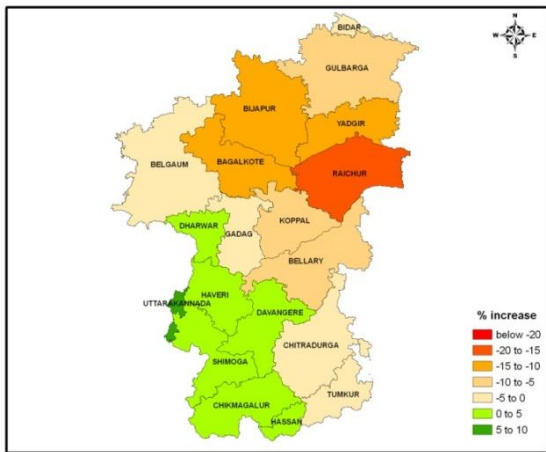 N
W E
S
BIDAR
GULBARGA
BIJAPUR
YADGIR
BELGAUM
BAGALKOTE
RAICHUR
KOPPAL
DHARWAR
GADAG
BELLARY
UTTARAKANNADA
HAVERI
DAVANGERE
CHITRADURGA
SHIMOGA
TUMKUR
CHIKMAGALUR
HASSAN
% increase
below -20
-20 to -15
-15 to -10
-10 to -5
-5 to 0
0 to 5
5 to 10